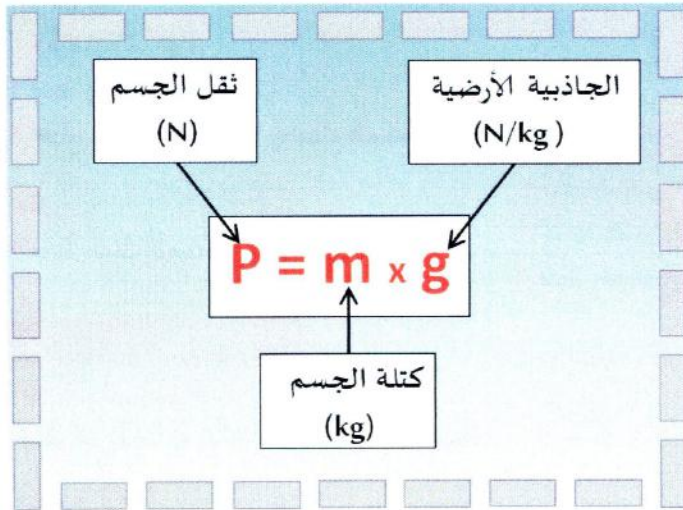 ثقل الجسم
(N)
الجاذبية الأرضية
(N/kg)
P = m x g
كتلة الجسم
(kg)